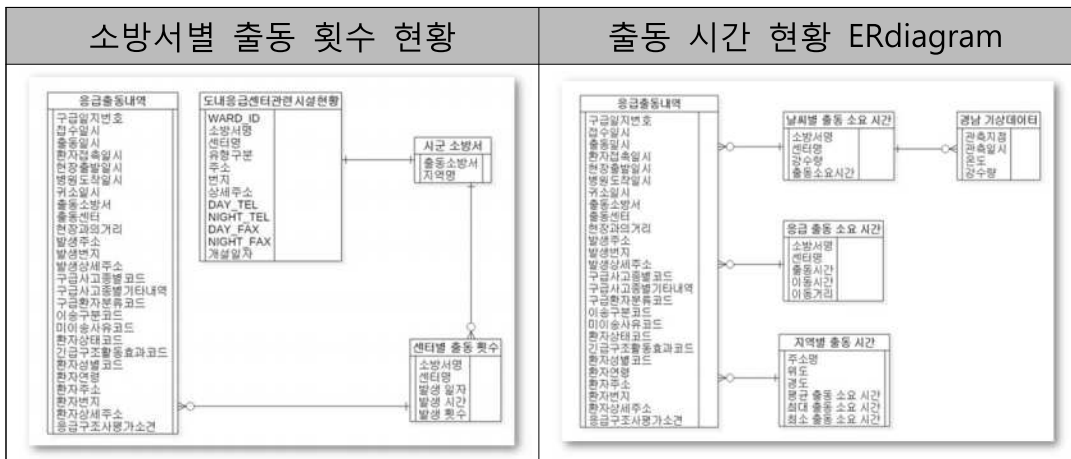 소방서별 출동 횟수 현황
출동 시간 현황 ERdiagram
응급출동내역
구급일지번호
접수일시
출동일시
환자접촉일시
현장출발일시
병원도착일시
귀소일시
출동소방서
출동센터
현장과의거리
발생주소
발생번지
발생상세주소
구급사고종별코드
구급사고종별기타내역
구급환자분류코드
이송구분코드
미이송사유코드
환자상태코드
긴급구조활동효과코드
환자성별코드
환자연령
환자주소
환자번지
환자상세주소
응급구조사평가소견
도내응급센터관련시설현황
WARD_ID
소방서명
센터명
유형구분
주소
번지
상세주소
DAY_TEL
NIGHT_TEL
DAY_FAX
NIGHT_FAX
개설일자
시군 소방서
출동소방서
지역명
센터별 출동 횟수
소방서명
센터명
발생 일자
발생 시간
발생 횟수
응급출동내역
구급일지번호
접수일시
출동일시
환자접촉일시
현장출발일시
병원도착일시
귀소일시
출동소방서
출동센터
현장과의거리
발생주소
발생번지
발생상세주소
구급사고종별코드
구급사고종별기타내역
구급환자분류코드
이송구분코드
미이송사유코드
환자상태코드
긴급구조활동효과코드
환자성별코드
환자연령
환자주소
환자번지
환자상세주소
응급구조사평가소견
날씨별 출동 소요 시간
소방서명
센터명
강수량
출동소요시간
경남 기상데이터
관측지점
관측일시
온도
강수량
응급 출동 소요 시간
소방서명
센터명
출동시간
이동시간
이동거리
지역별 출동 시간
주소명
위도
경도
평균 출동 소요 시간
최대 출동 소요 시간
최소 출동 소요 시간